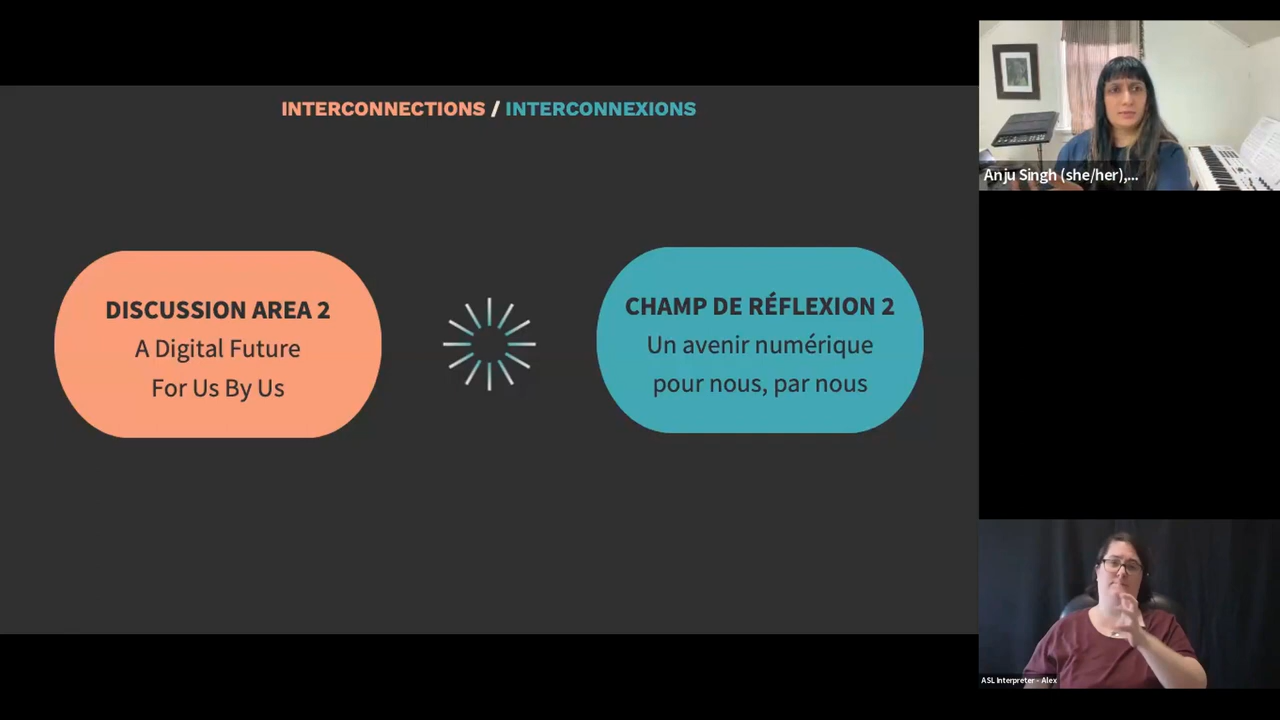 INTERCONNECTIONS / INTERCONNEXIONS
DISCUSSION AREA 2
A Digital Future
For Us By Us
CHAMP DE RÉFLEXION 2
Un avenir numérique
pour nous, par nous
Anju Singh (she/her),...
ASL Interpreter - Alex